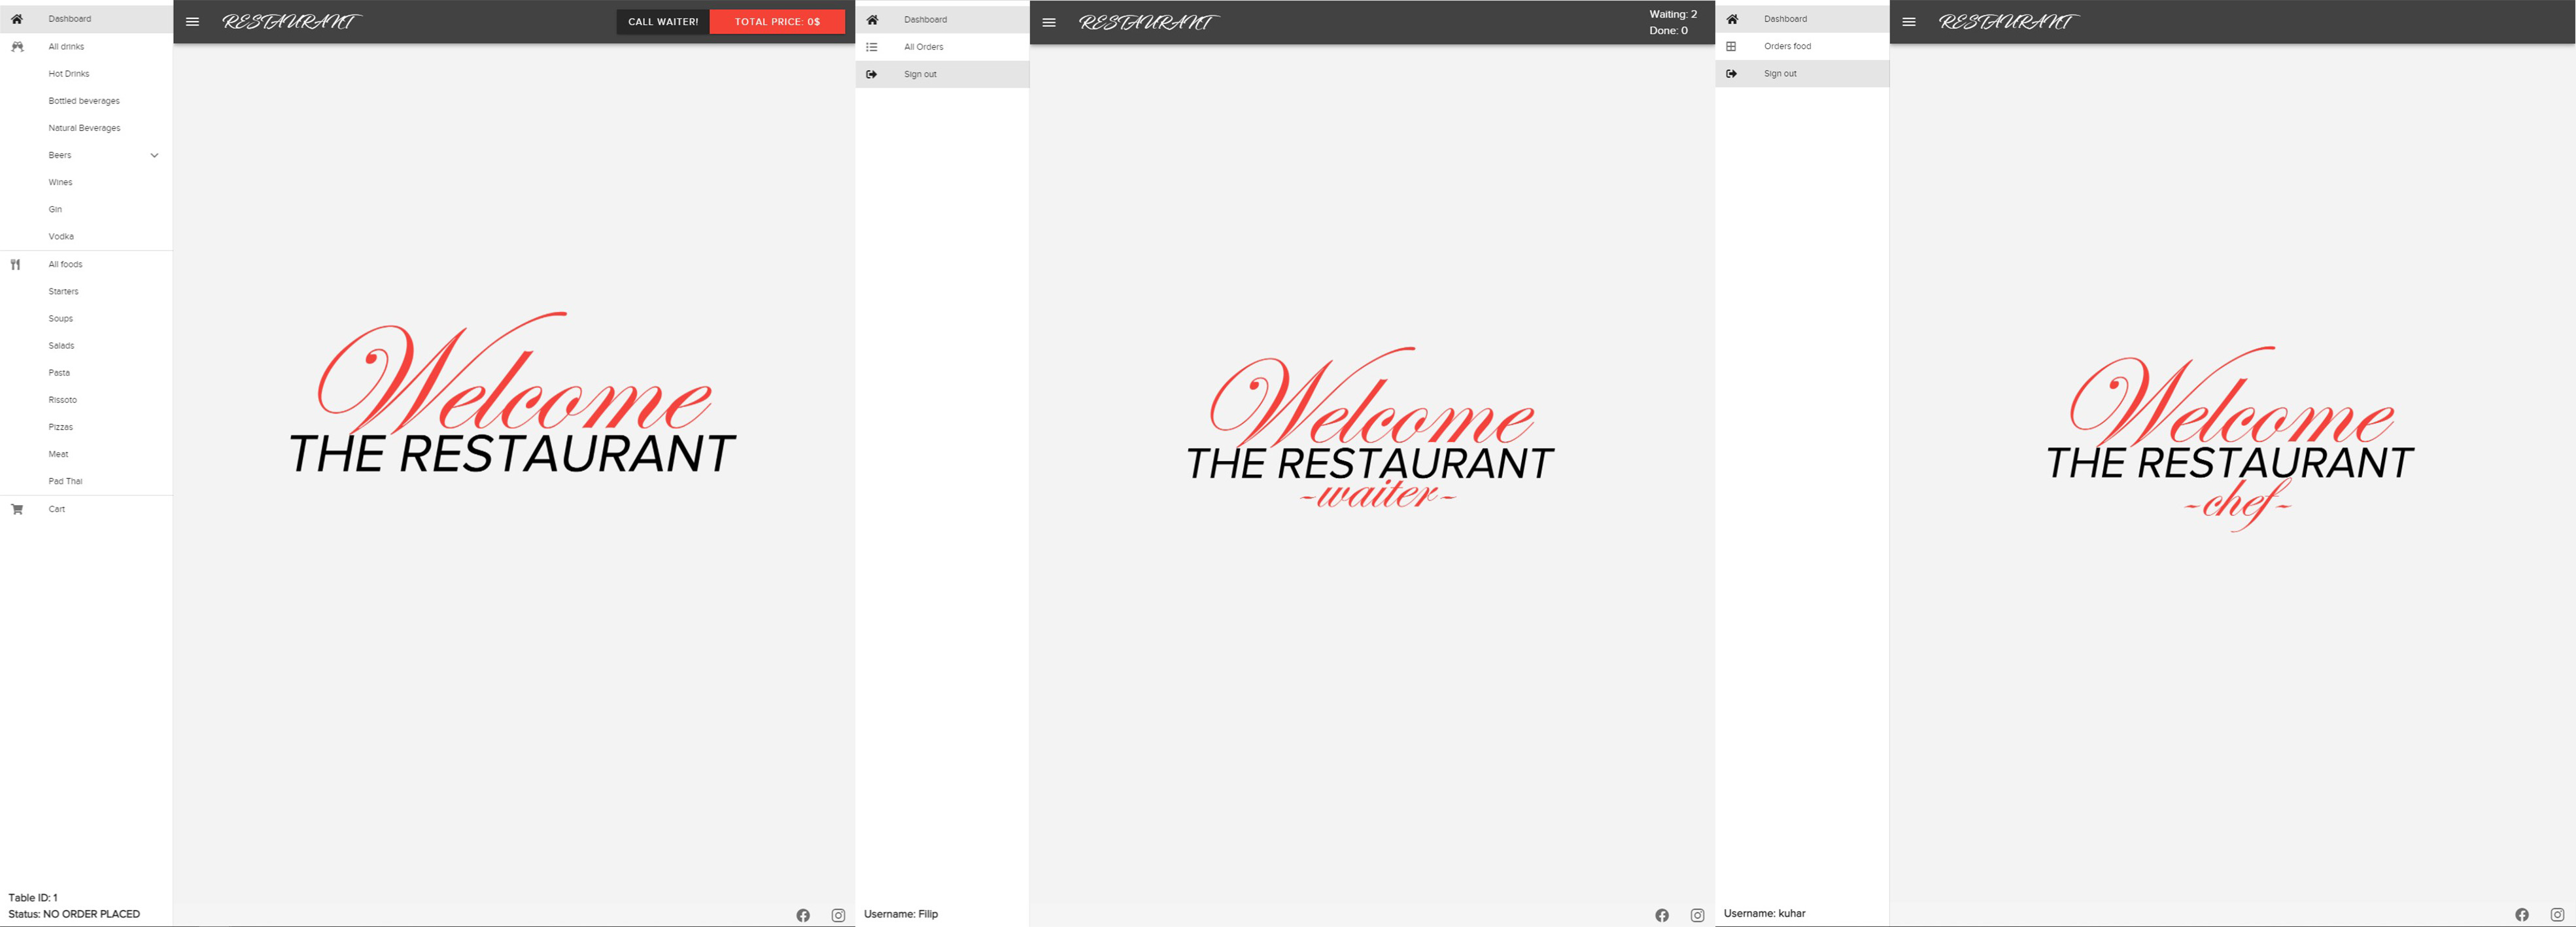 Dashboard
All drinks
Hot Drinks
Bottled beverages
Natural Beverages
Beers
Wines
Gin
Vodka
All foods
Starters
Soups
Salads
Pasta
Rissoto
Pizzas
Meat
Pad Thai
Cart
Table ID: 1
Status: NO ORDER PLACED
RESTAURANT
CALL WAITER!
TOTAL PRICE: 0$
Welcome
THE RESTAURANT
Dashboard
All Orders
Sign out
Username: Filip
RESTAURANT
Waiting: 2
Done: 0
Welcome
THE RESTAURANT
-waiter-
Dashboard
Orders food
Sign out
Username: kuhar
RESTAURANT
Welcome
THE RESTAURANT
-chef-